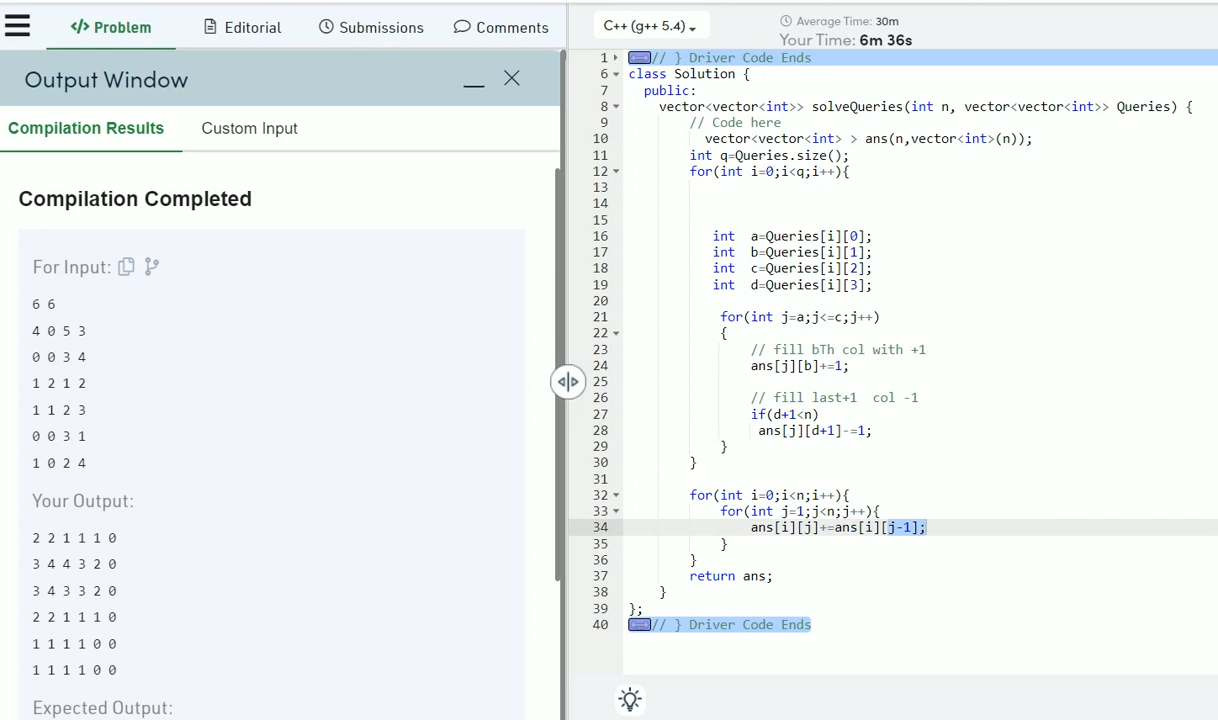 </> Problem
Editorial
Submissions
Comments
Output Window
Compilation Results
Custom Input
Compilation Completed
For Input:
6 6
4 0 5 3
0 0 3 4
1 2 1 2
1 1 2 3
0 0 3 1
1 0 2 4
Your Output:
2 2 1 1 1 0
3 4 4 3 2 0
3 4 3 3 2 0
2 2 1 1 1 0
1 1 1 1 0 0
1 1 1 1 0 0
Expected Output:
C++ (g++ 5.4)
Average Time: 30m
Your Time: 6m 36s
1 // } Driver Code Ends
6 class Solution {
7 public:
8 vector<vector<int>> solveQueries(int n, vector<vector<int>> Queries) {
9 // Code here
10 vector<vector<int> > ans(n,vector<int>(n));
11 int q=Queries.size();
12 for(int i=0;i<q;i++){
13
14
15
16 int a=Queries[i][0];
17 int b=Queries[i][1];
18 int c=Queries[i][2];
19 int d=Queries[i][3];
20
21 for(int j=a;j<=c;j++)
22 {
23 // fill bTh col with +1
24 ans[j][b]+=1;
25
26 // fill last+1 col -1
27 if(d+1<n)
28 ans[j][d+1]-=1;
29 }
30 }
31
32 for(int i=0;i<n;i++){
33 for(int j=1;j<n;j++){
34 ans[i][j]+=ans[i][j-1];
35 }
36 }
37 return ans;
38 }
39 };
40 // } Driver Code Ends